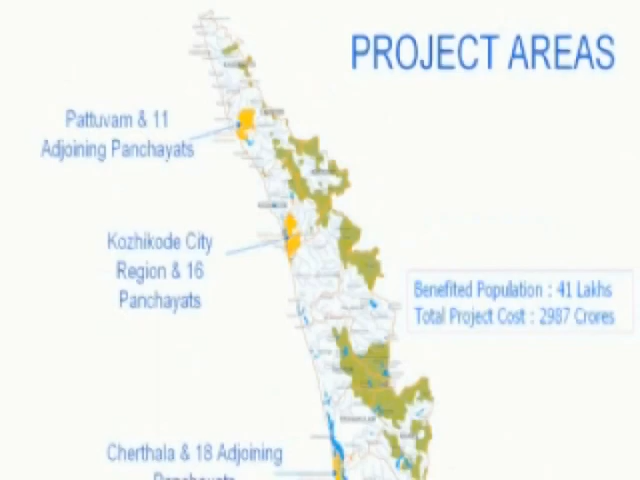 PROJECT AREAS
Pattuvam & 11
Adjoining Panchayats
Kozhikode City
Region & 16
Panchayats
Benefited Population : 41 Lakhs
Total Project Cost : 2987 Crores
Cherthala & 18 Adjoining
Panchayats